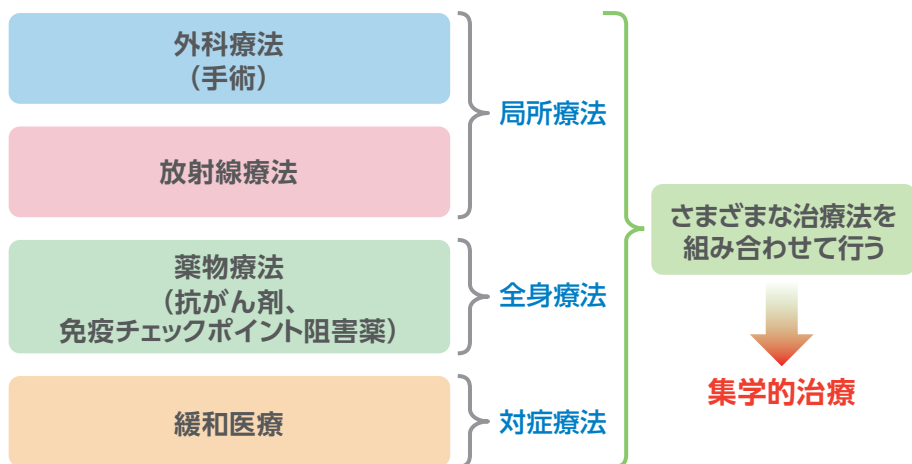 外科療法
（手術）
放射線療法
局所療法
薬物療法
（抗がん剤、
免疫チェックポイント阻害薬）
全身療法
緩和医療
対症療法
さまざまな治療法を
組み合わせて行う
集学的治療